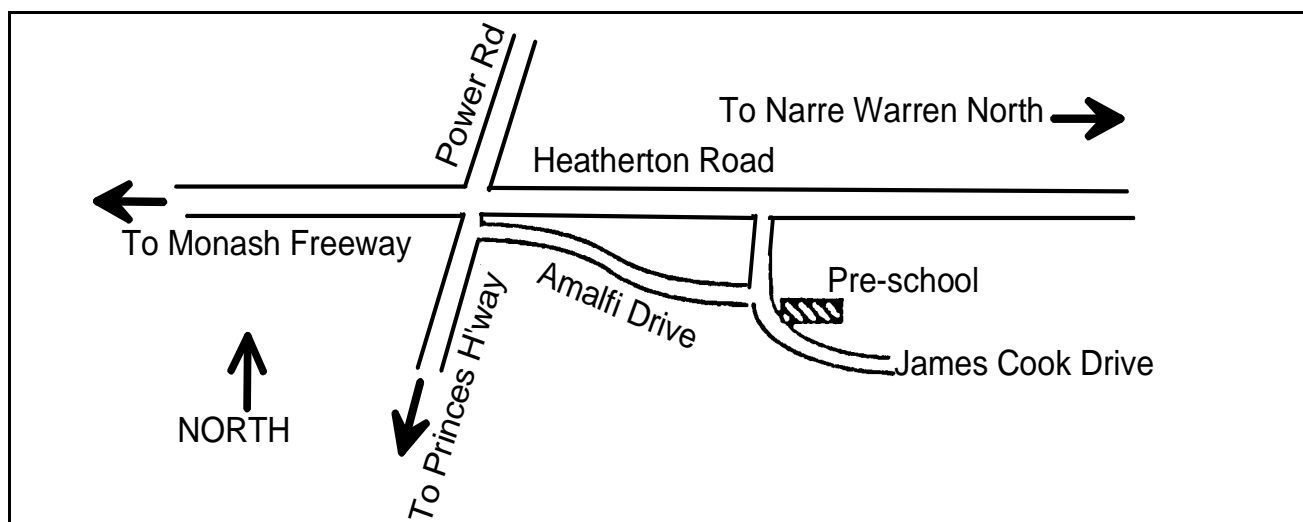 Power Rd
To Narre Warren North
Heatherton Road
To Monash Freeway
Amalfi Drive
Pre-school
To Princes H'way
James Cook Drive
NORTH